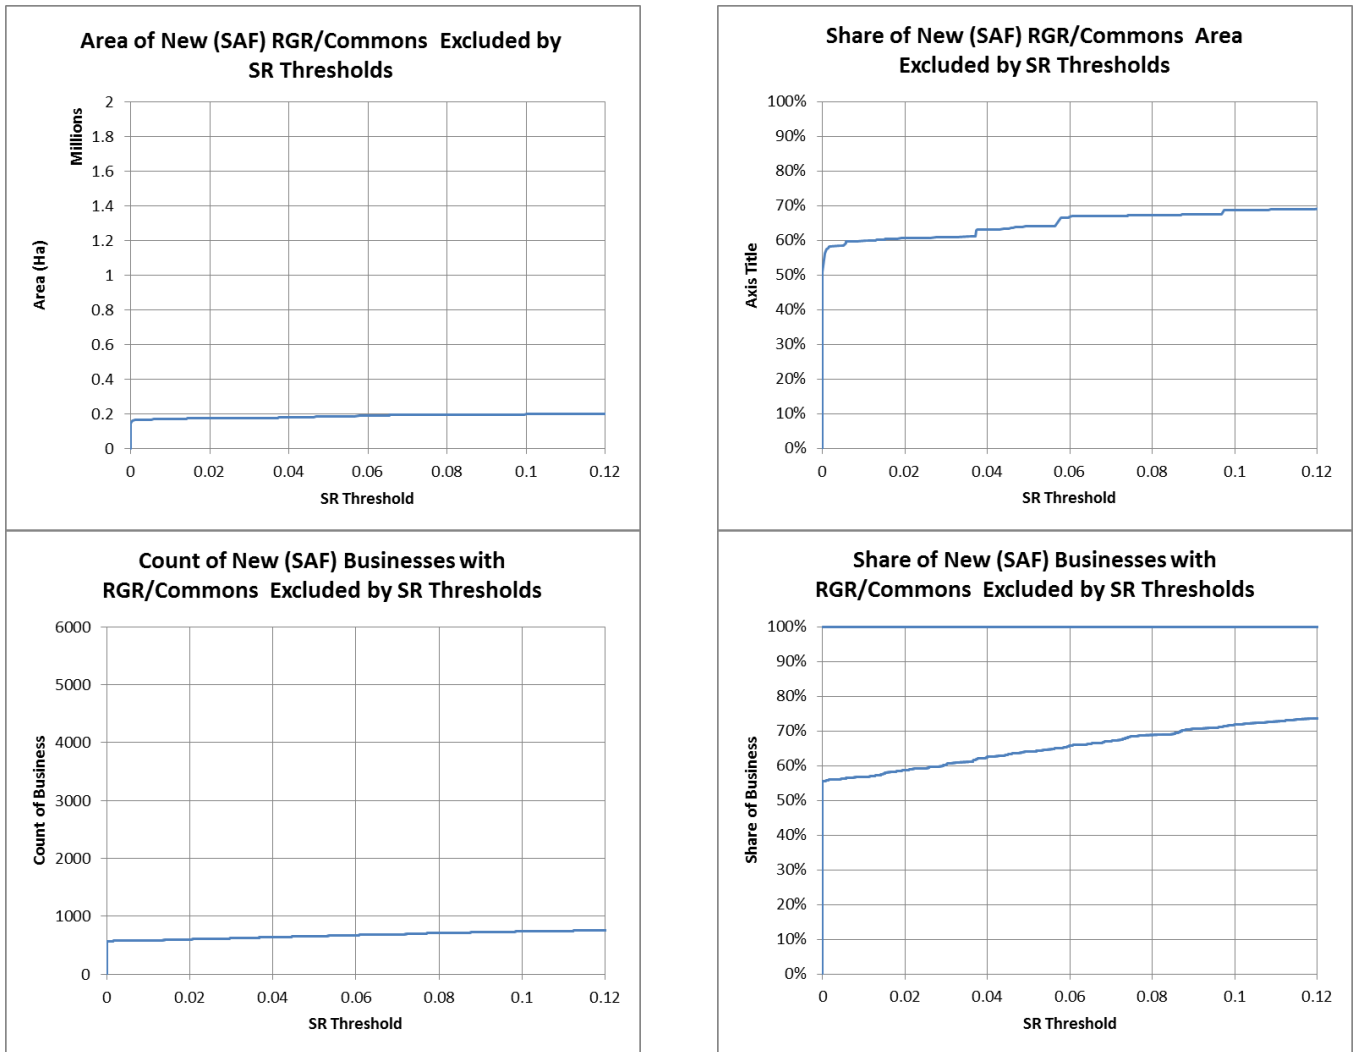 Area of New (SAF) RGR/Commons Excluded by
SR Thresholds
Millions
Area (Ha)
2
1.8
1.6
1.4
1.2
1
0.8
0.6
0.4
0.2
0
0 0.02 0.04 0.06 0.08 0.1 0.12
SR Threshold
Share of New (SAF) RGR/Commons Area
Excluded by SR Thresholds
Axis Title
100%
90%
80%
70%
60%
50%
40%
30%
20%
10%
0%
0 0.02 0.04 0.06 0.08 0.1 0.12
SR Threshold
Count of New (SAF) Businesses with
RGR/Commons Excluded by SR Thresholds
Count of Business
6000
5000
4000
3000
2000
1000
0
0 0.02 0.04 0.06 0.08 0.1 0.12
SR Threshold
Share of New (SAF) Businesses with
RGR/Commons Excluded by SR Thresholds
Share of Business
100%
90%
80%
70%
60%
50%
40%
30%
20%
10%
0%
0 0.02 0.04 0.06 0.08 0.1 0.12
SR Threshold